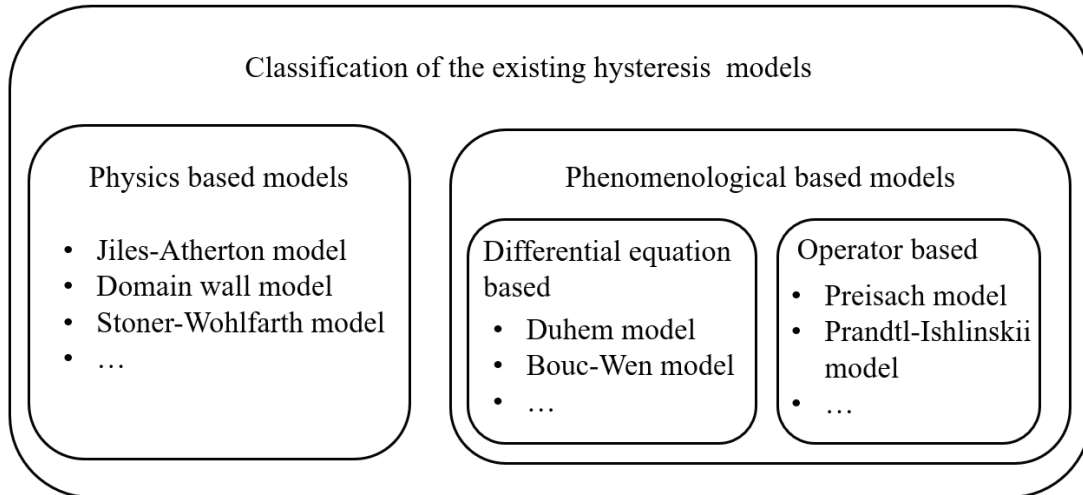 Classification of the existing hysteresis models
Physics based models
• Jiles-Atherton model
• Domain wall model
• Stoner-Wohlfarth model
• …
Phenomenological based models
Differential equation
based
• Duhem model
• Bouc-Wen model
• …
Operator based
• Preisach model
• Prandtl-Ishlinskii
model
• …